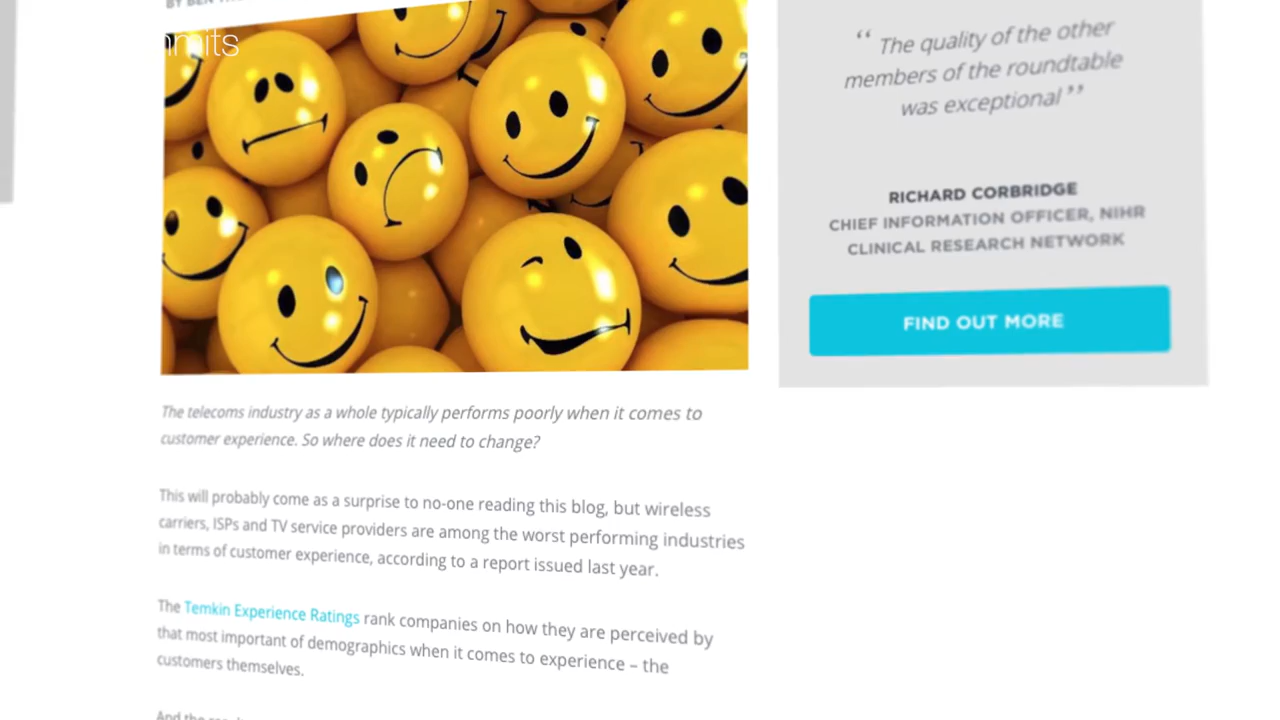 The telecoms industry as a whole typically performs poorly when it comes to
customer experience. So where does it need to change?
This will probably come as a surprise to no-one reading this blog, but wireless
carriers, ISPs and TV service providers are among the worst performing industries
in terms of customer experience, according to a report issued last year.
The Temkin Experience Ratings rank companies on how they are perceived by
that most important of demographics when it comes to experience – the
customers themselves.
“ The quality of the other
members of the roundtable
was exceptional ”
RICHARD CORBRIDGE
CHIEF INFORMATION OFFICER, NIHR
CLINICAL RESEARCH NETWORK
FIND OUT MORE